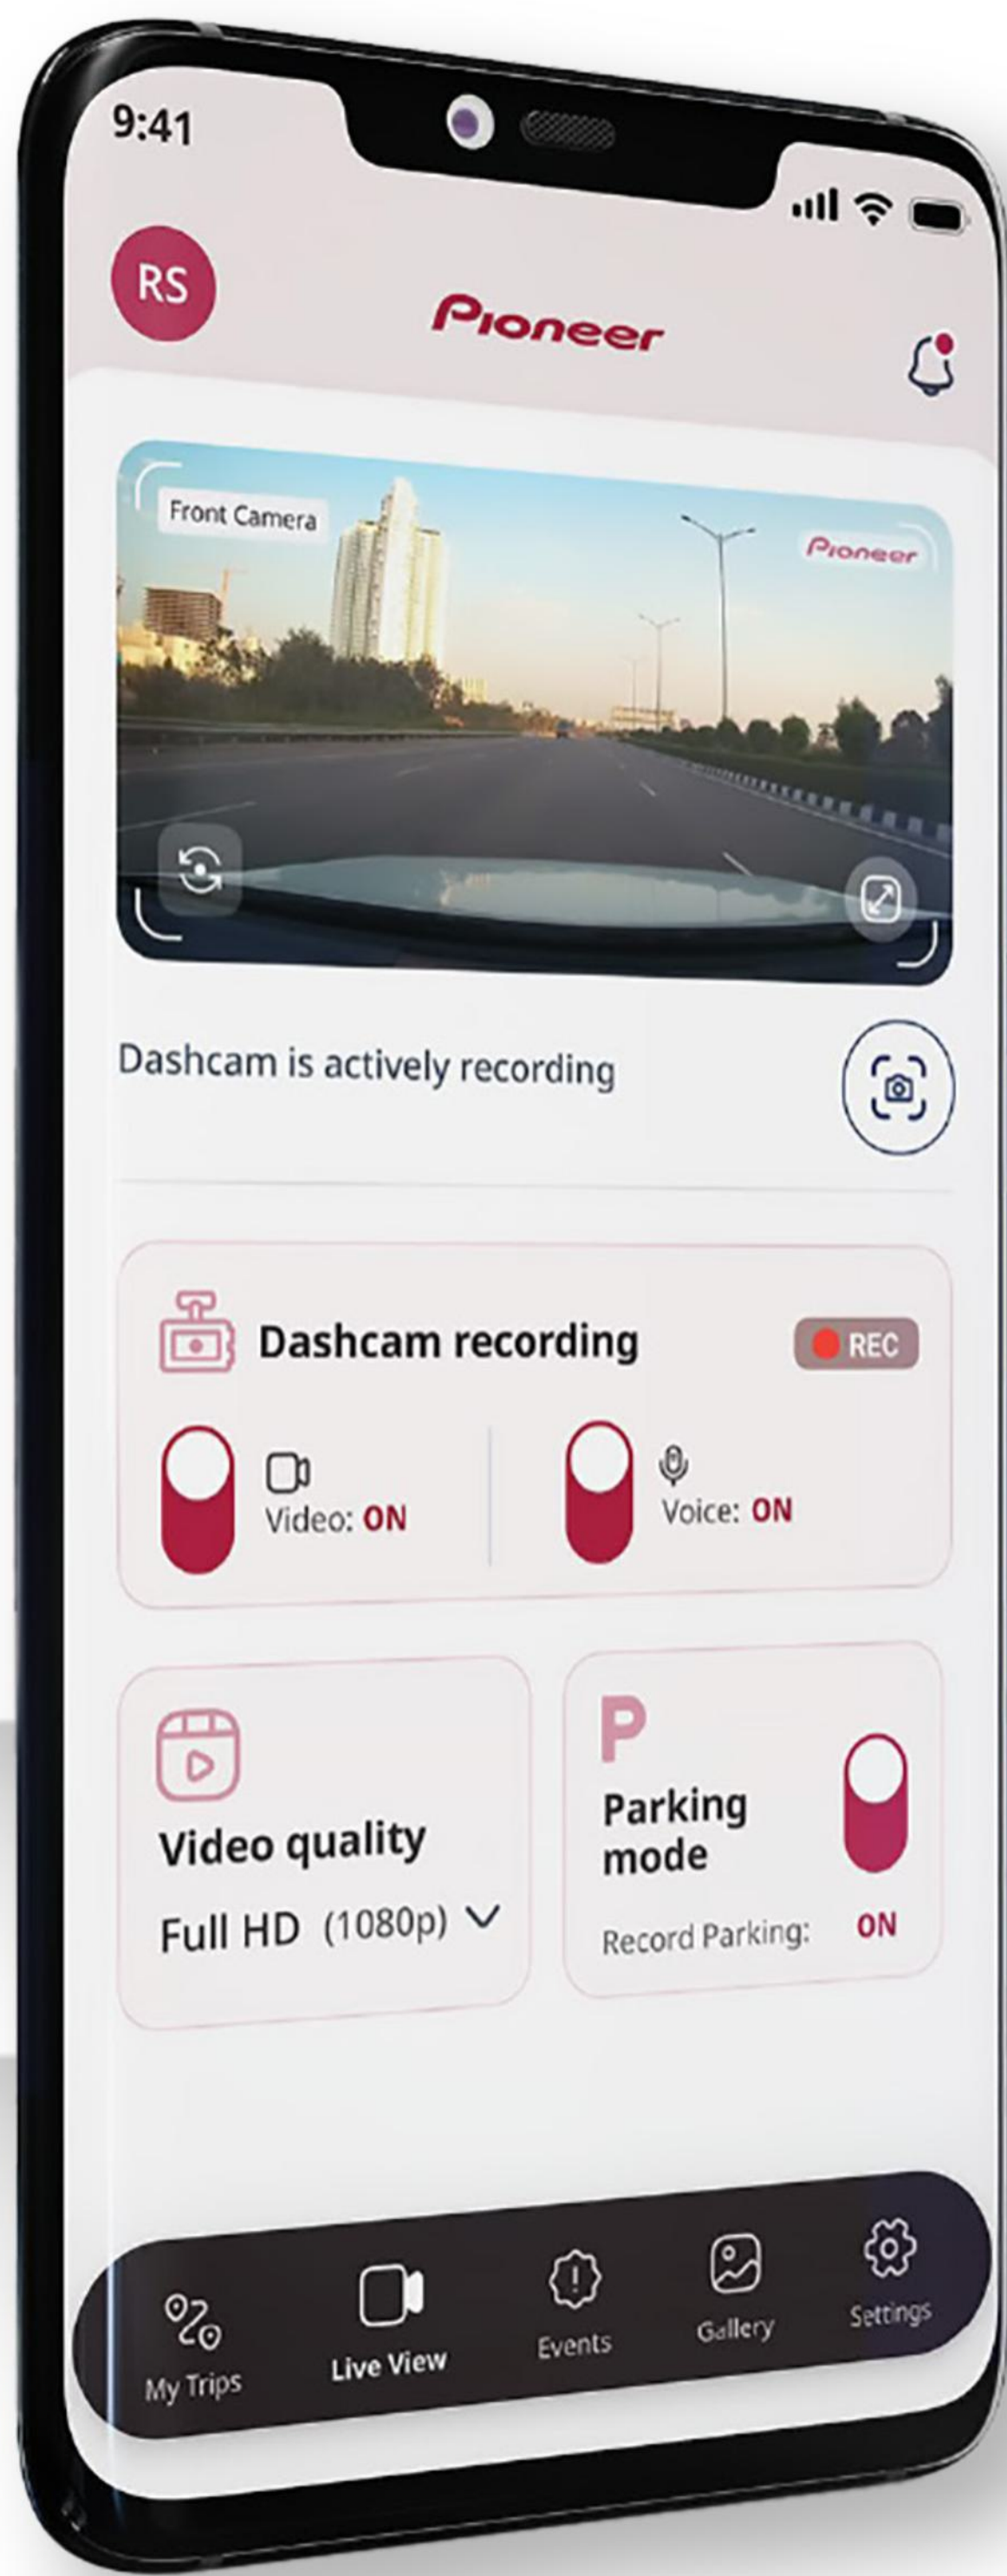 9:41
RS
Pioneer
Front Camera
Pioneer
Dashcam is actively recording
Dashcam recording
REC
Video: ON
Voice: ON
Video quality
Full HD (1080p)
P
Parking
mode
Record Parking: ON
My Trips
Live View
Events
Gallery
Settings